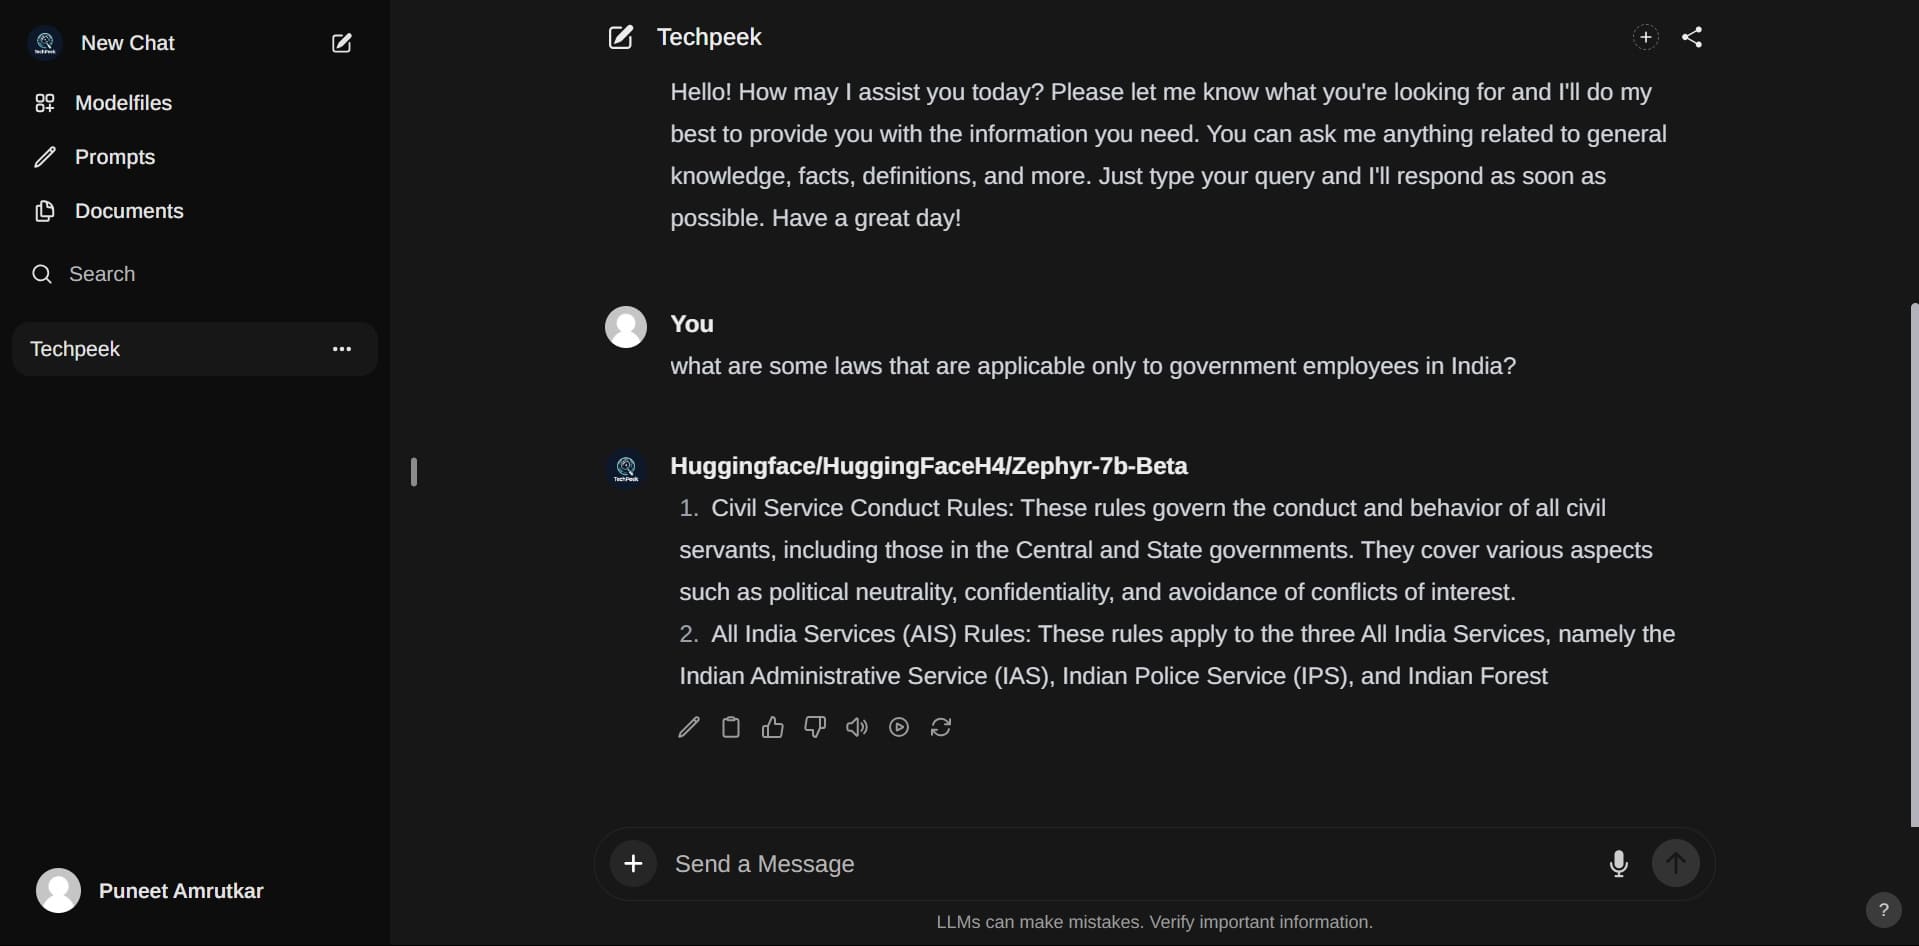 New Chat
Modelfiles
Prompts
Documents
Search
Techpeek
Puneet Amrutkar
Techpeek
Hello! How may I assist you today? Please let me know what you're looking for and I'll do my
best to provide you with the information you need. You can ask me anything related to general
knowledge, facts, definitions, and more. Just type your query and I'll respond as soon as
possible. Have a great day!
You
what are some laws that are applicable only to government employees in India?
TechPeek
Huggingface/HuggingFaceH4/Zephyr-7b-Beta
1. Civil Service Conduct Rules: These rules govern the conduct and behavior of all civil
servants, including those in the Central and State governments. They cover various aspects
such as political neutrality, confidentiality, and avoidance of conflicts of interest.
2. All India Services (AIS) Rules: These rules apply to the three All India Services, namely the
Indian Administrative Service (IAS), Indian Police Service (IPS), and Indian Forest
Send a Message
LLMs can make mistakes. Verify important information.
?